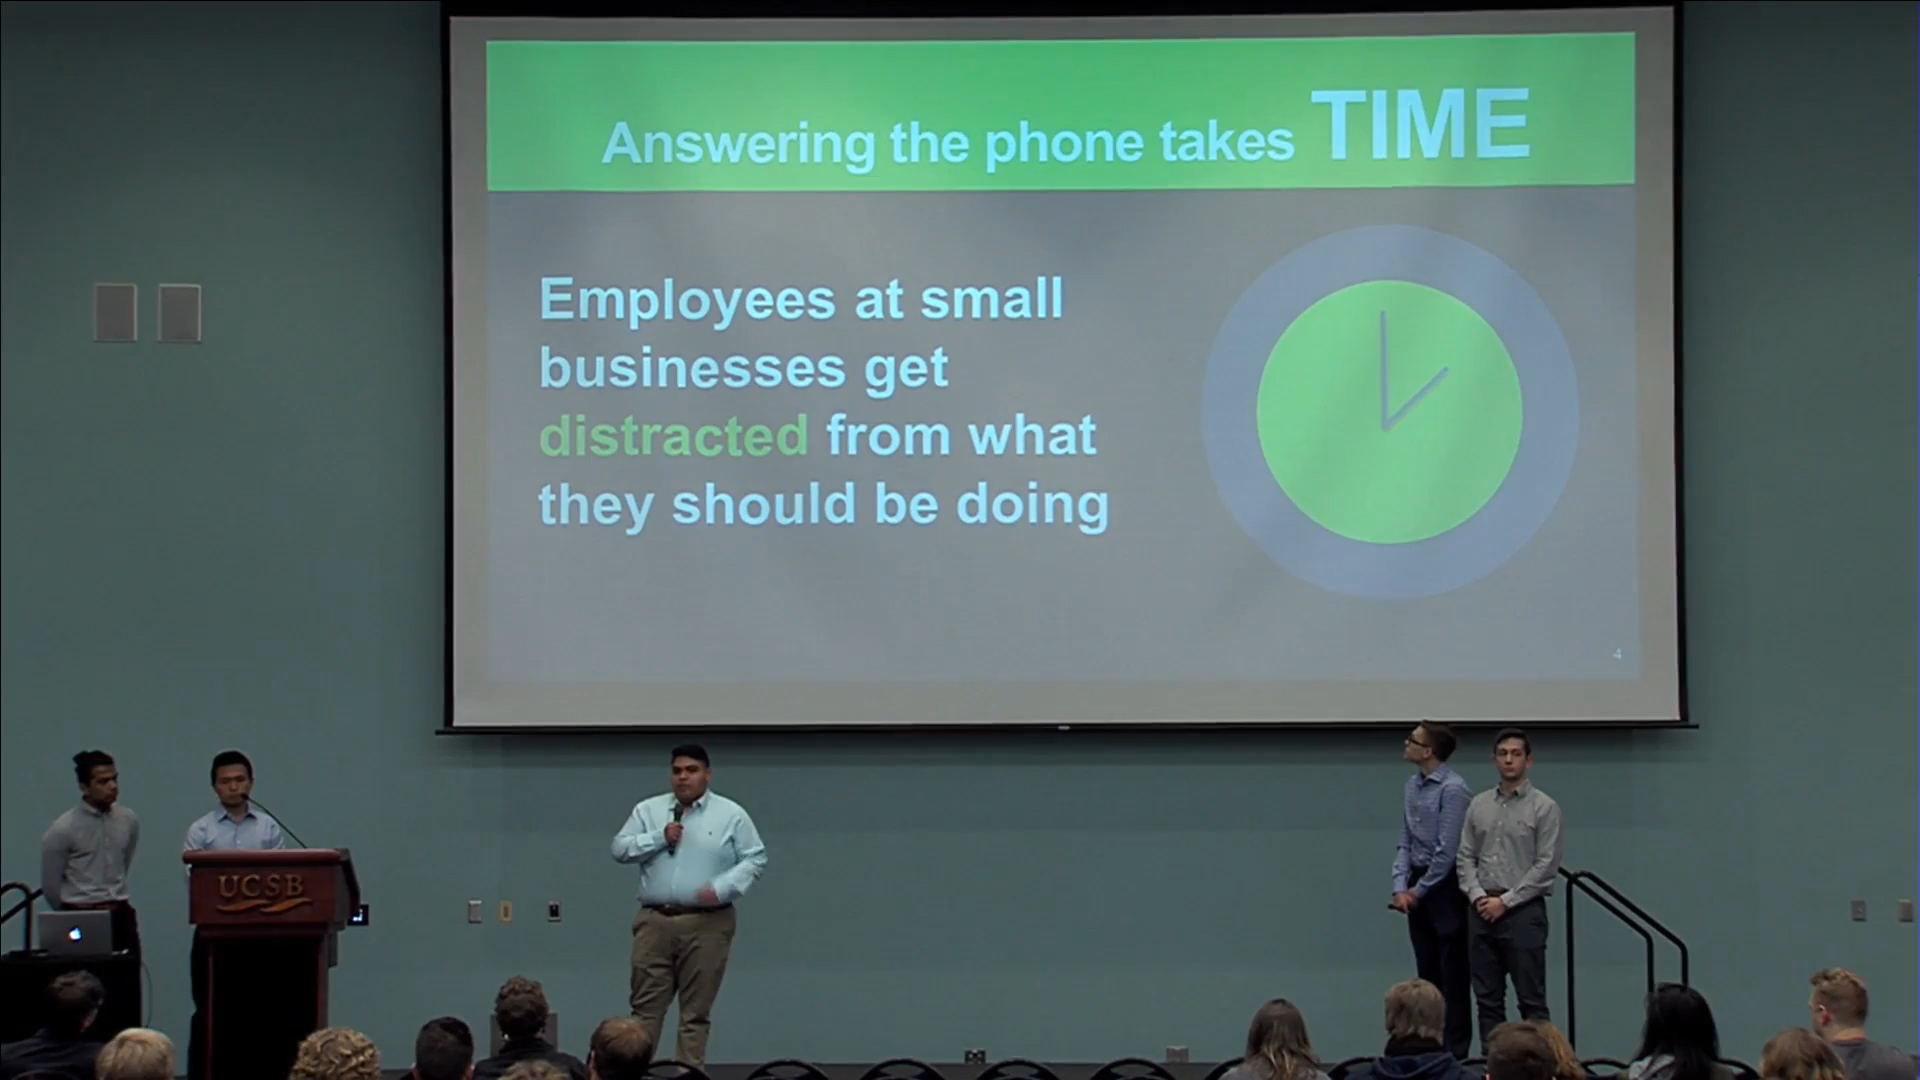 Answering the phone takes TIME
Employees at small
businesses get
distracted from what
they should be doing
4
UCSB